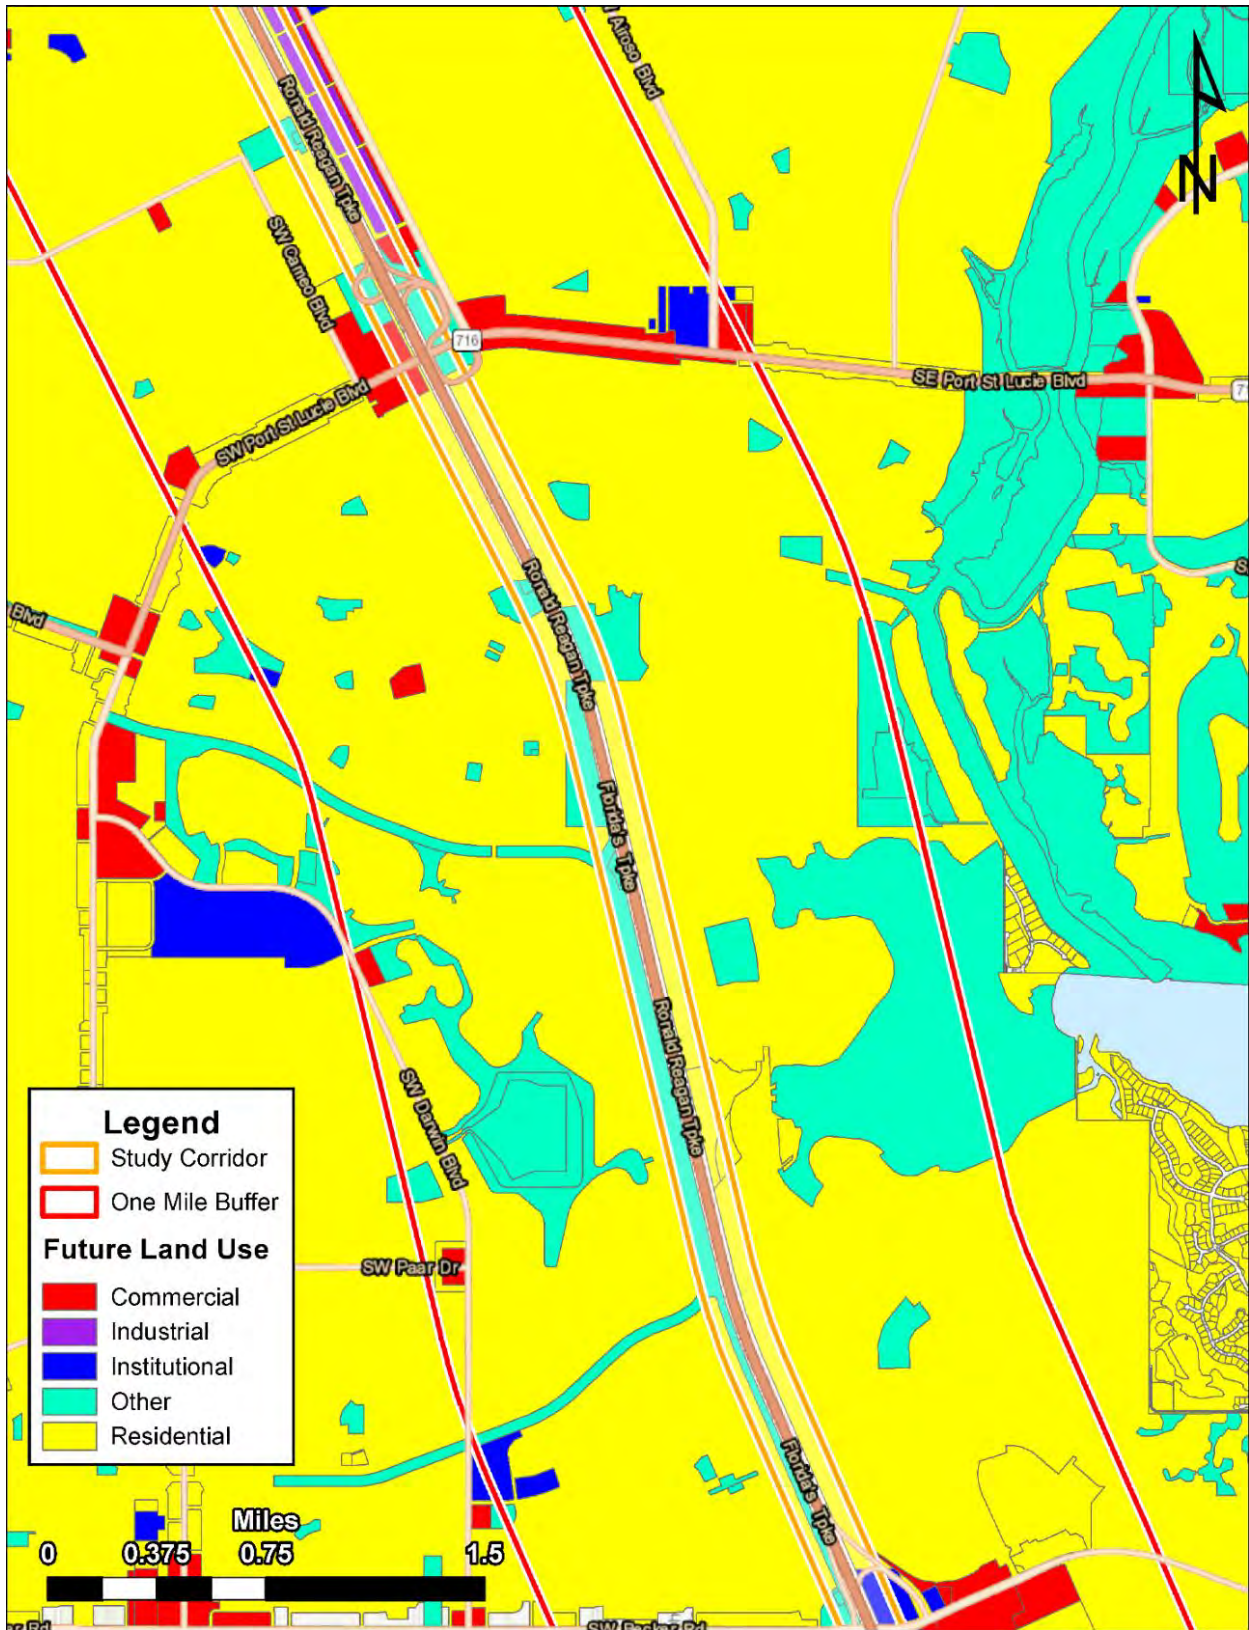 Airoso Blvd
Ronald Reagan Tpke
N
SW Cameo Blvd
716
SE Port St Lucie Blvd
SW Port St Lucie Blvd
Ronald Reagan Tpke
Blvd
Florida's Tpke
Ronald Reagan Tpke
SW Darwin Blvd
Legend
Study Corridor
One Mile Buffer
Future Land Use
Commercial
Industrial
Institutional
Other
Residential
SW Paar Dr
Florida's Tpke
Miles
0 0.375 0.75 1.5
Rd